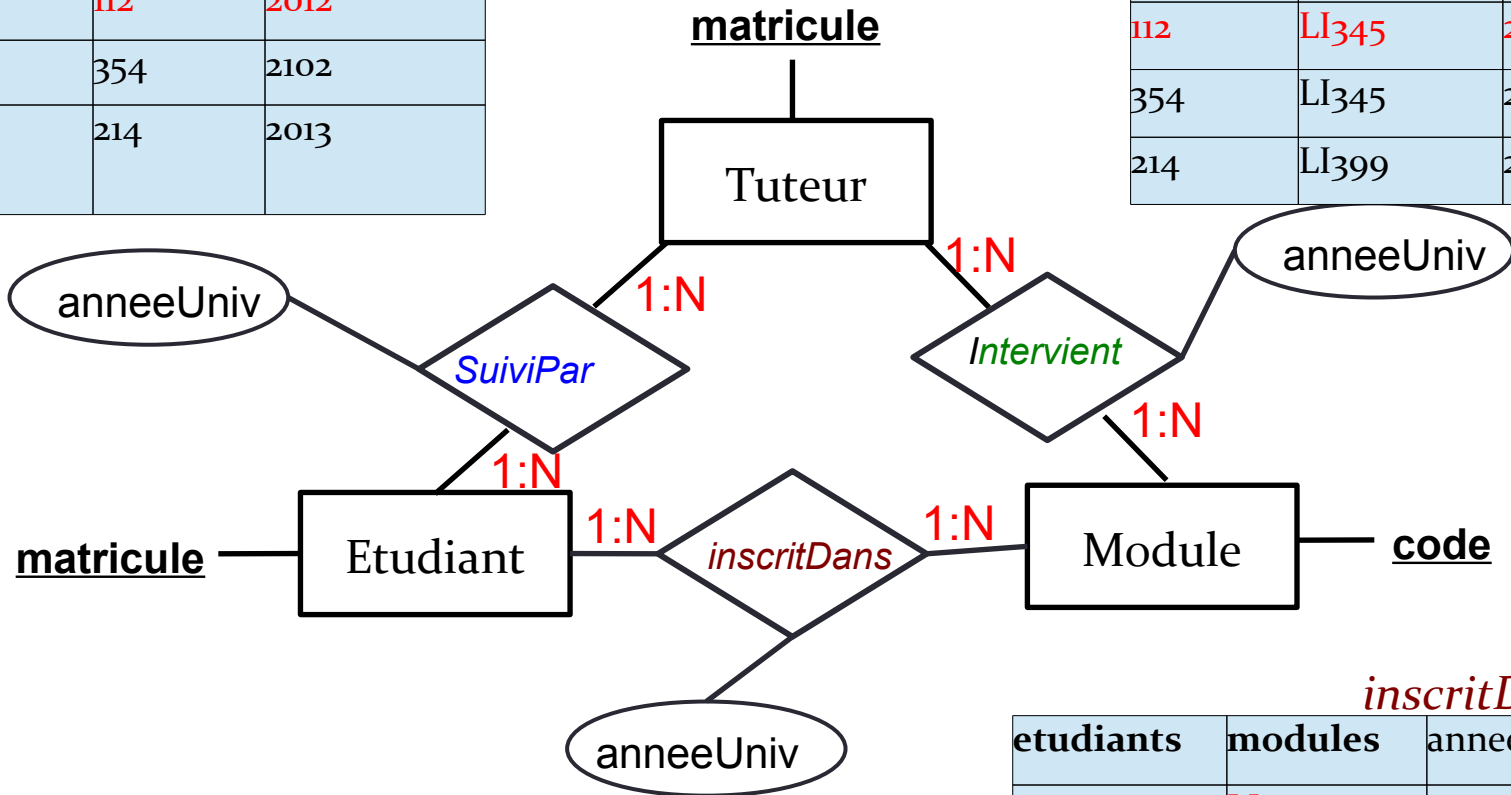 112 2012
354 2102
214 2013
matricule
112 LI345
354 LI345
214 LI399
Tuteur
anneeUniv
1:N
1:N
anneeUniv
SuiviPar
Intervient
1:N
1:N
matricule
Etudiant
1:N
inscritDans
1:N
Module
code
anneeUniv
etudiants modules